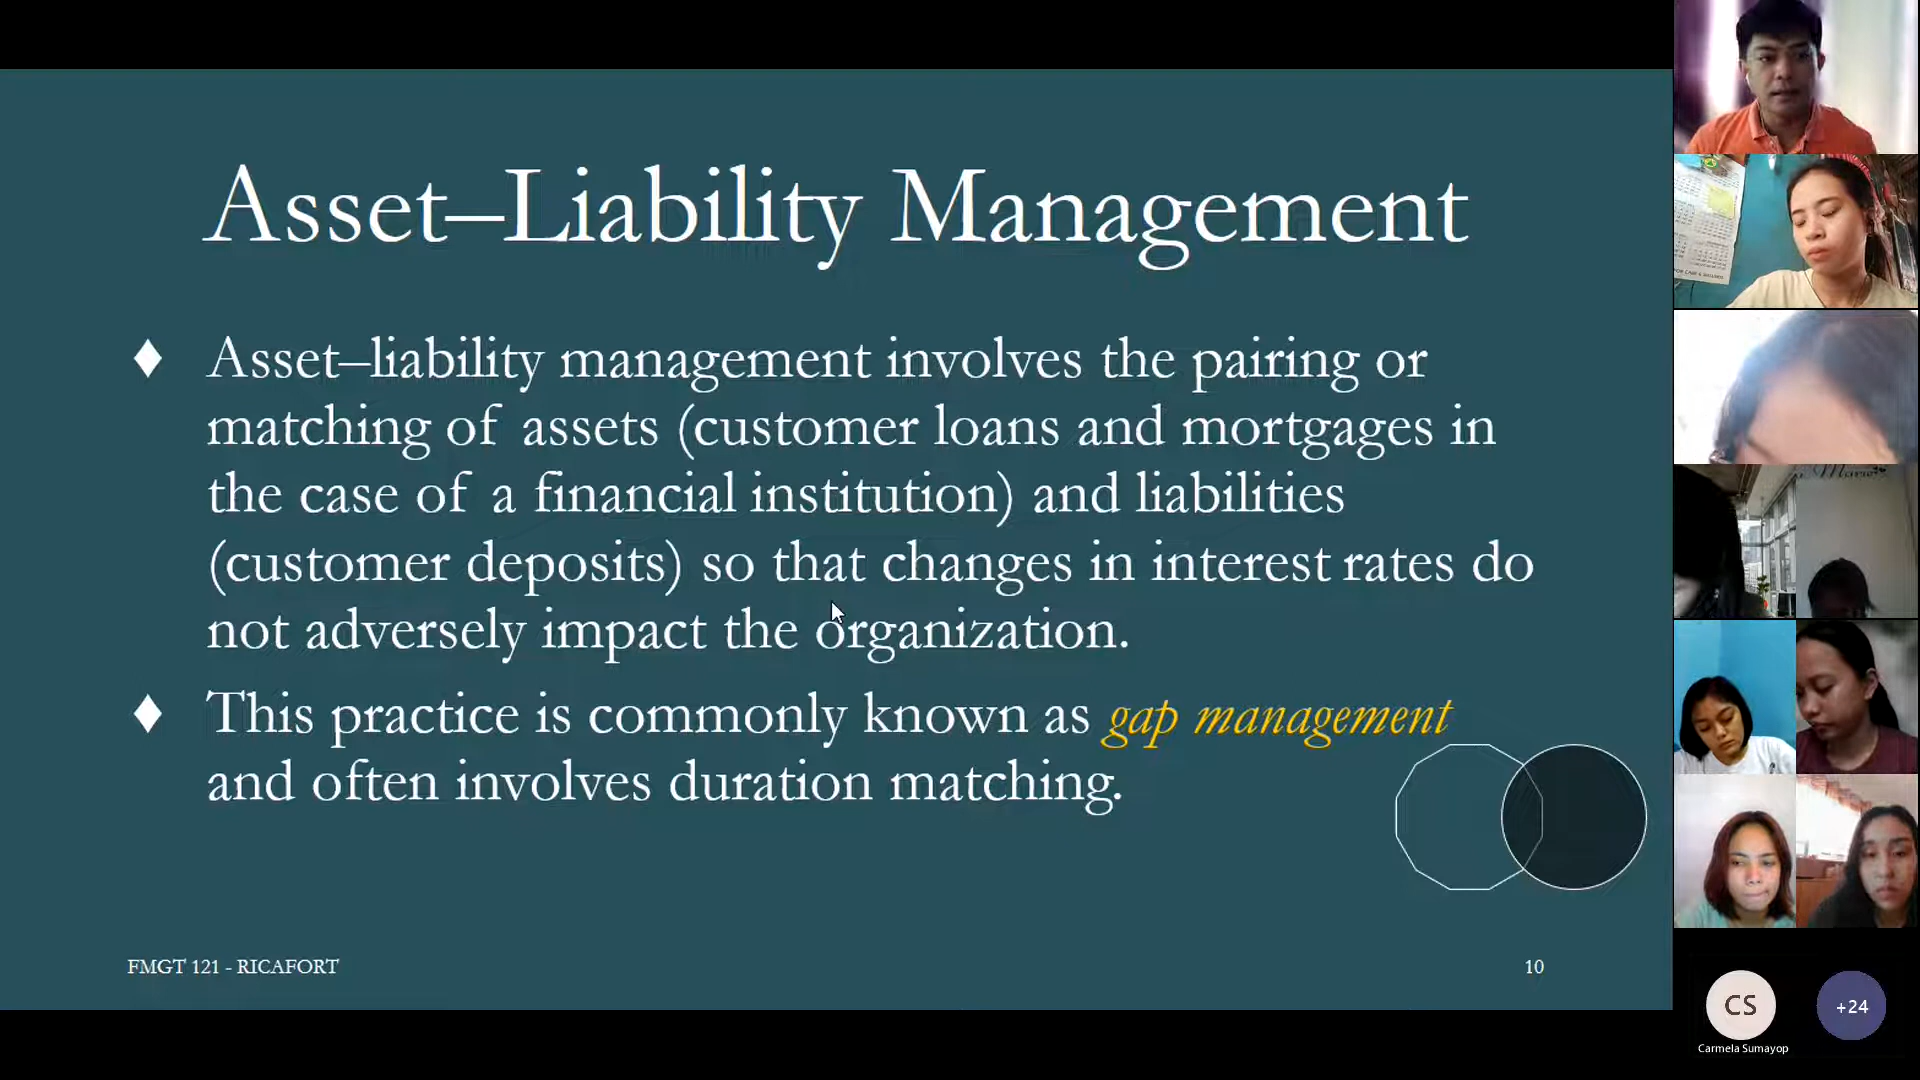 Asset–Liability Management
♦ Asset–liability management involves the pairing or
matching of assets (customer loans and mortgages in
the case of a financial institution) and liabilities
(customer deposits) so that changes in interest rates do
not adversely impact the organization.
♦ This practice is commonly known as gap management
and often involves duration matching.
FMGT 121 - RICAFORT
10
CS
+24
Carmela Sumayop